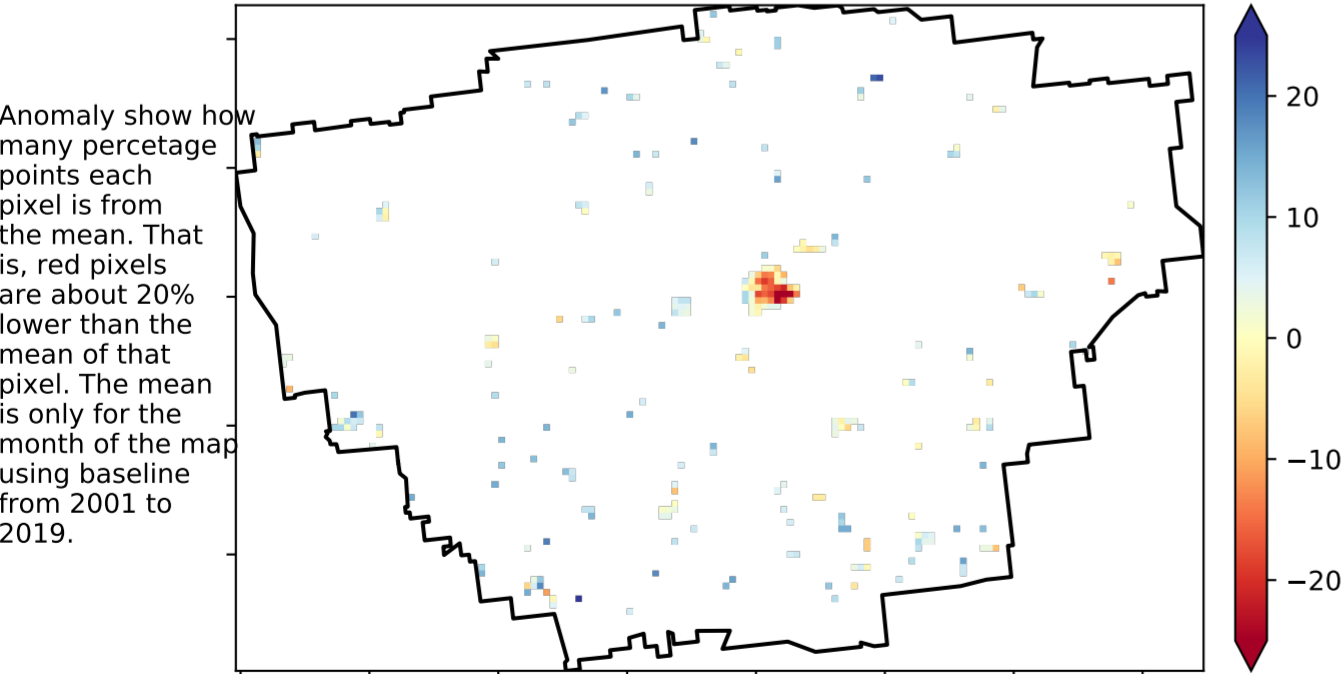 Anomaly show how
many percetage
points each
pixel is from
the mean. That
is, red pixels
are about 20%
lower than the
mean of that
pixel. The mean
is only for the
month of the map
using baseline
from 2001 to
2019.
20
10
0
−10
−20